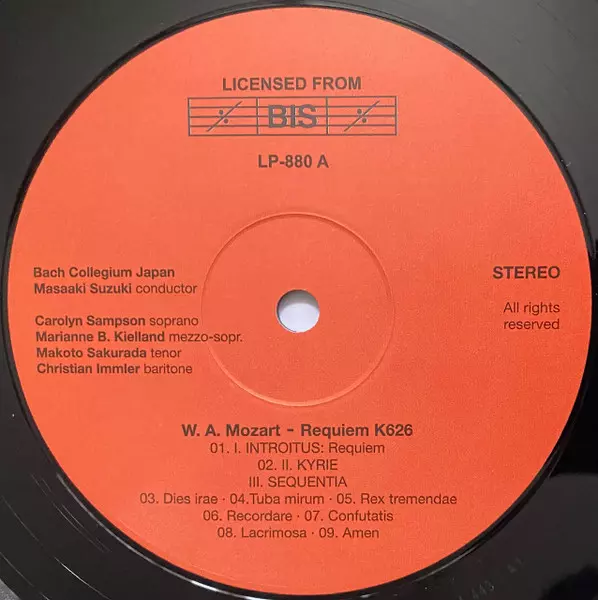 LICENSED FROM
BIS
LP-880 A
Bach Collegium Japan
Masaaki Suzuki conductor
STEREO
All rights
reserved
Carolyn Sampson soprano
Marianne B. Kielland mezzo-sopr.
Makoto Sakurada tenor
Christian Immler baritone
W. A. Mozart - Requiem K626
01. I. INTROITUS: Requiem
02. II. KYRIE
III. SEQUENTIA
03. Dies irae · 04.Tuba mirum · 05. Rex tremendae
06. Recordare · 07. Confutatis
08. Lacrimosa · 09. Amen